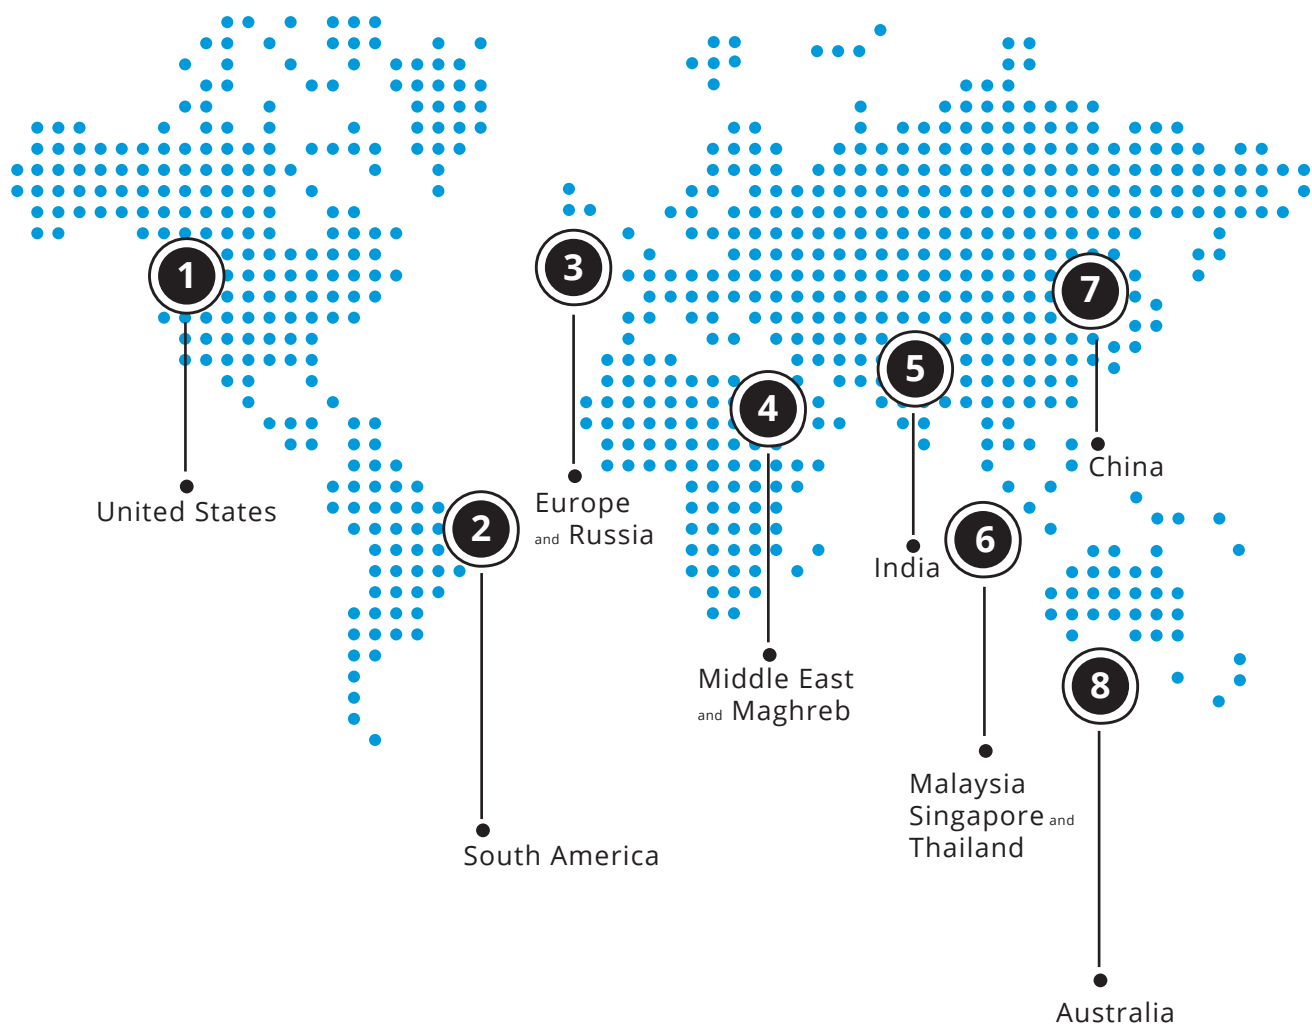 1
United States
2
South America
3
Europe
and Russia
4
Middle East
and Maghreb
5
India
6
Malaysia
Singapore and
Thailand
7
China
8
Australia